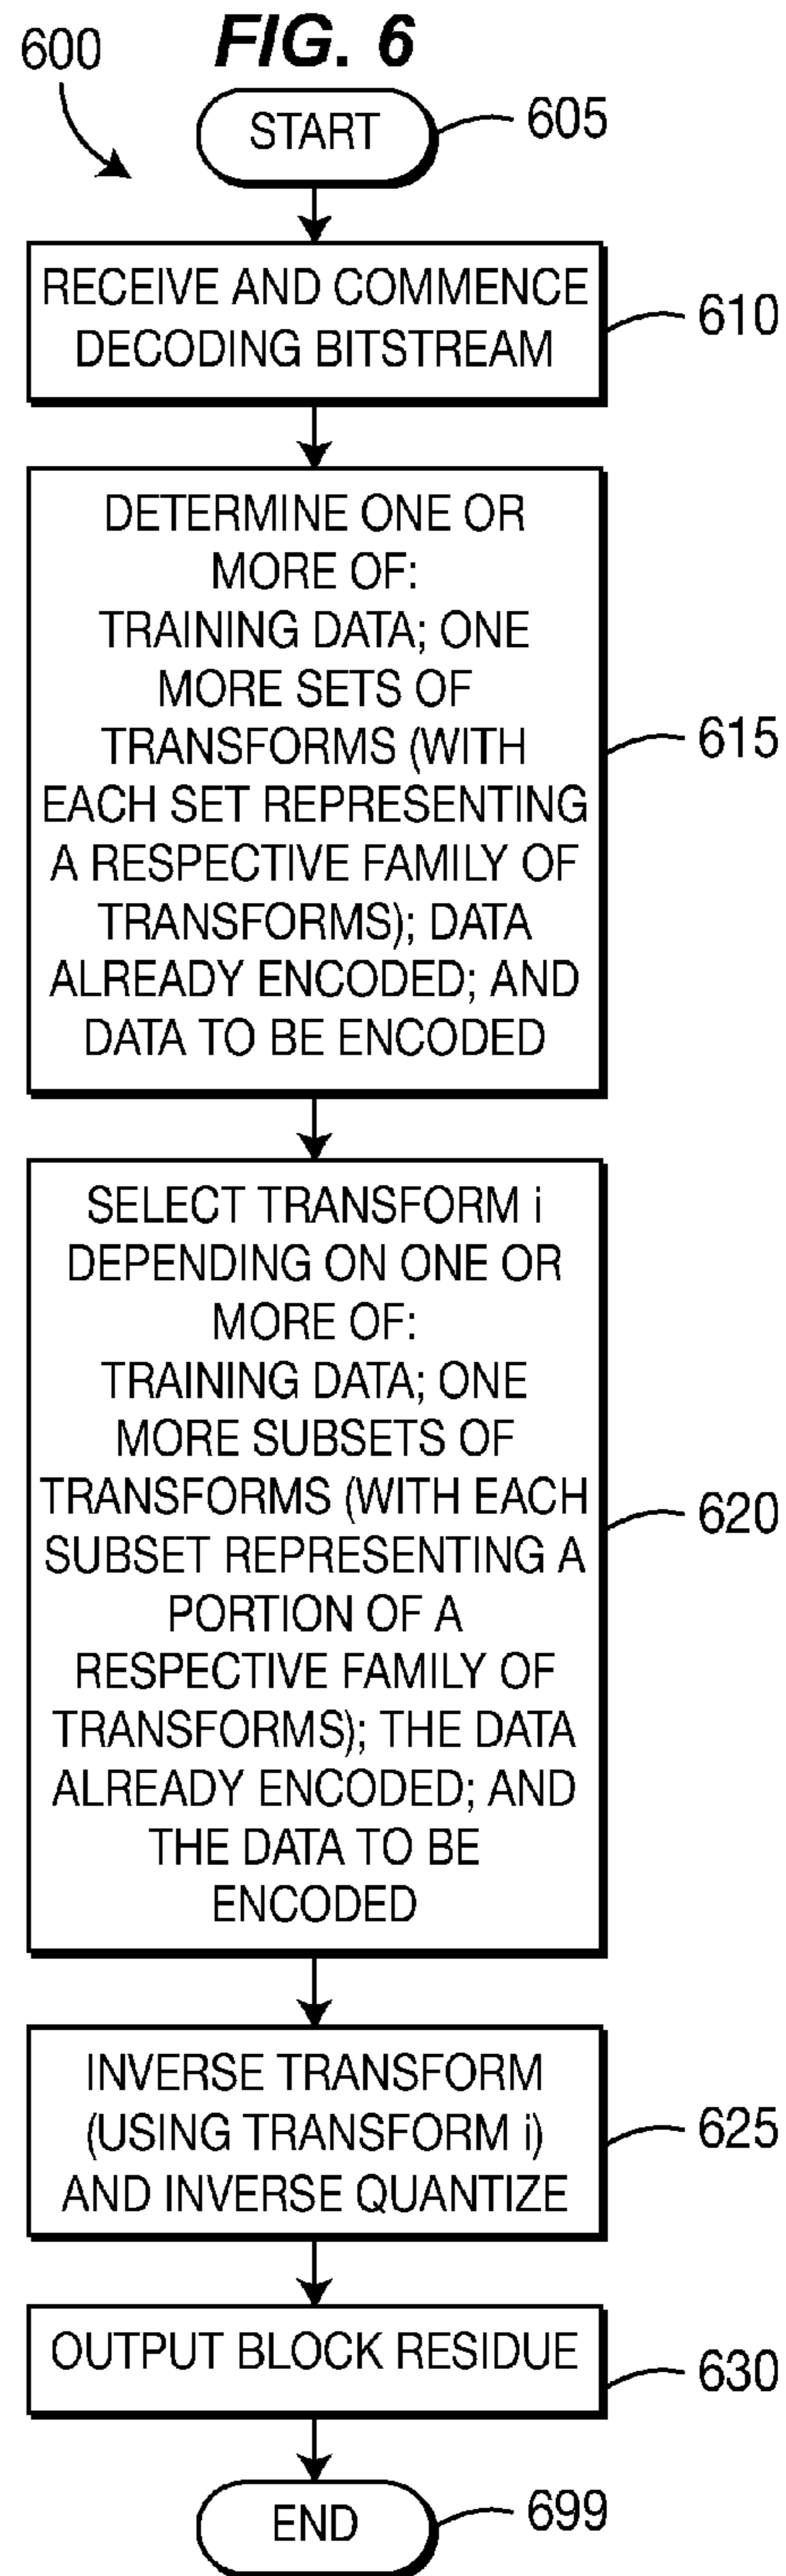 600
FIG. 6
START
605
RECEIVE AND COMMENCE
DECODING BITSTREAM
610
DETERMINE ONE OR
MORE OF:
TRAINING DATA; ONE
MORE SETS OF
TRANSFORMS (WITH
EACH SET REPRESENTING
A RESPECTIVE FAMILY OF
TRANSFORMS); DATA
ALREADY ENCODED; AND
DATA TO BE ENCODED
615
SELECT TRANSFORM i
DEPENDING ON ONE OR
MORE OF:
TRAINING DATA; ONE
MORE SUBSETS OF
TRANSFORMS (WITH EACH
SUBSET REPRESENTING A
PORTION OF A
RESPECTIVE FAMILY OF
TRANSFORMS); THE DATA
ALREADY ENCODED; AND
THE DATA TO BE
ENCODED
620
INVERSE TRANSFORM
(USING TRANSFORM i)
AND INVERSE QUANTIZE
625
OUTPUT BLOCK RESIDUE
630
END
699